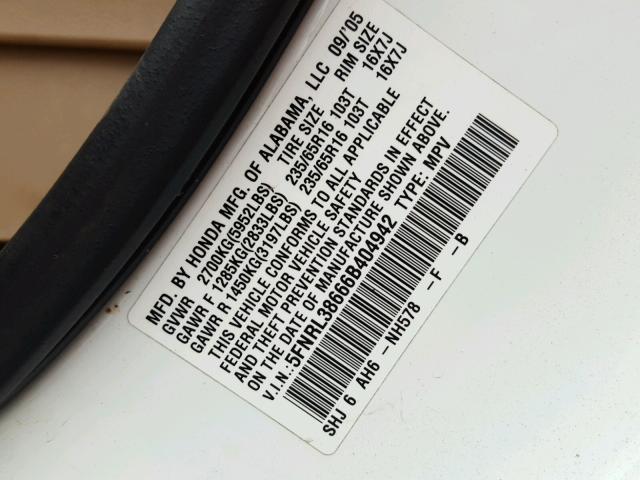 MFD. BY HONDA MFG. OF ALABAMA, LLC 09/'05
GVWR 2700KG(5952LBS) TIRE SIZE RIM SIZE
GAWR F 1285KG(2833LBS) 235/65R16 103T 16X7J
GAWR R 1450KG(3197LBS) 235/65R16 103T 16X7J
THIS VEHICLE CONFORMS TO ALL APPLICABLE
FEDERAL MOTOR VEHICLE SAFETY
AND THEFT PREVENTION STANDARDS IN EFFECT
ON THE DATE OF MANUFACTURE SHOWN ABOVE.
V.I.N.: 5FNRL38666B404942 TYPE: MPV
SHJ 6 AH6 - NH578 - F - B